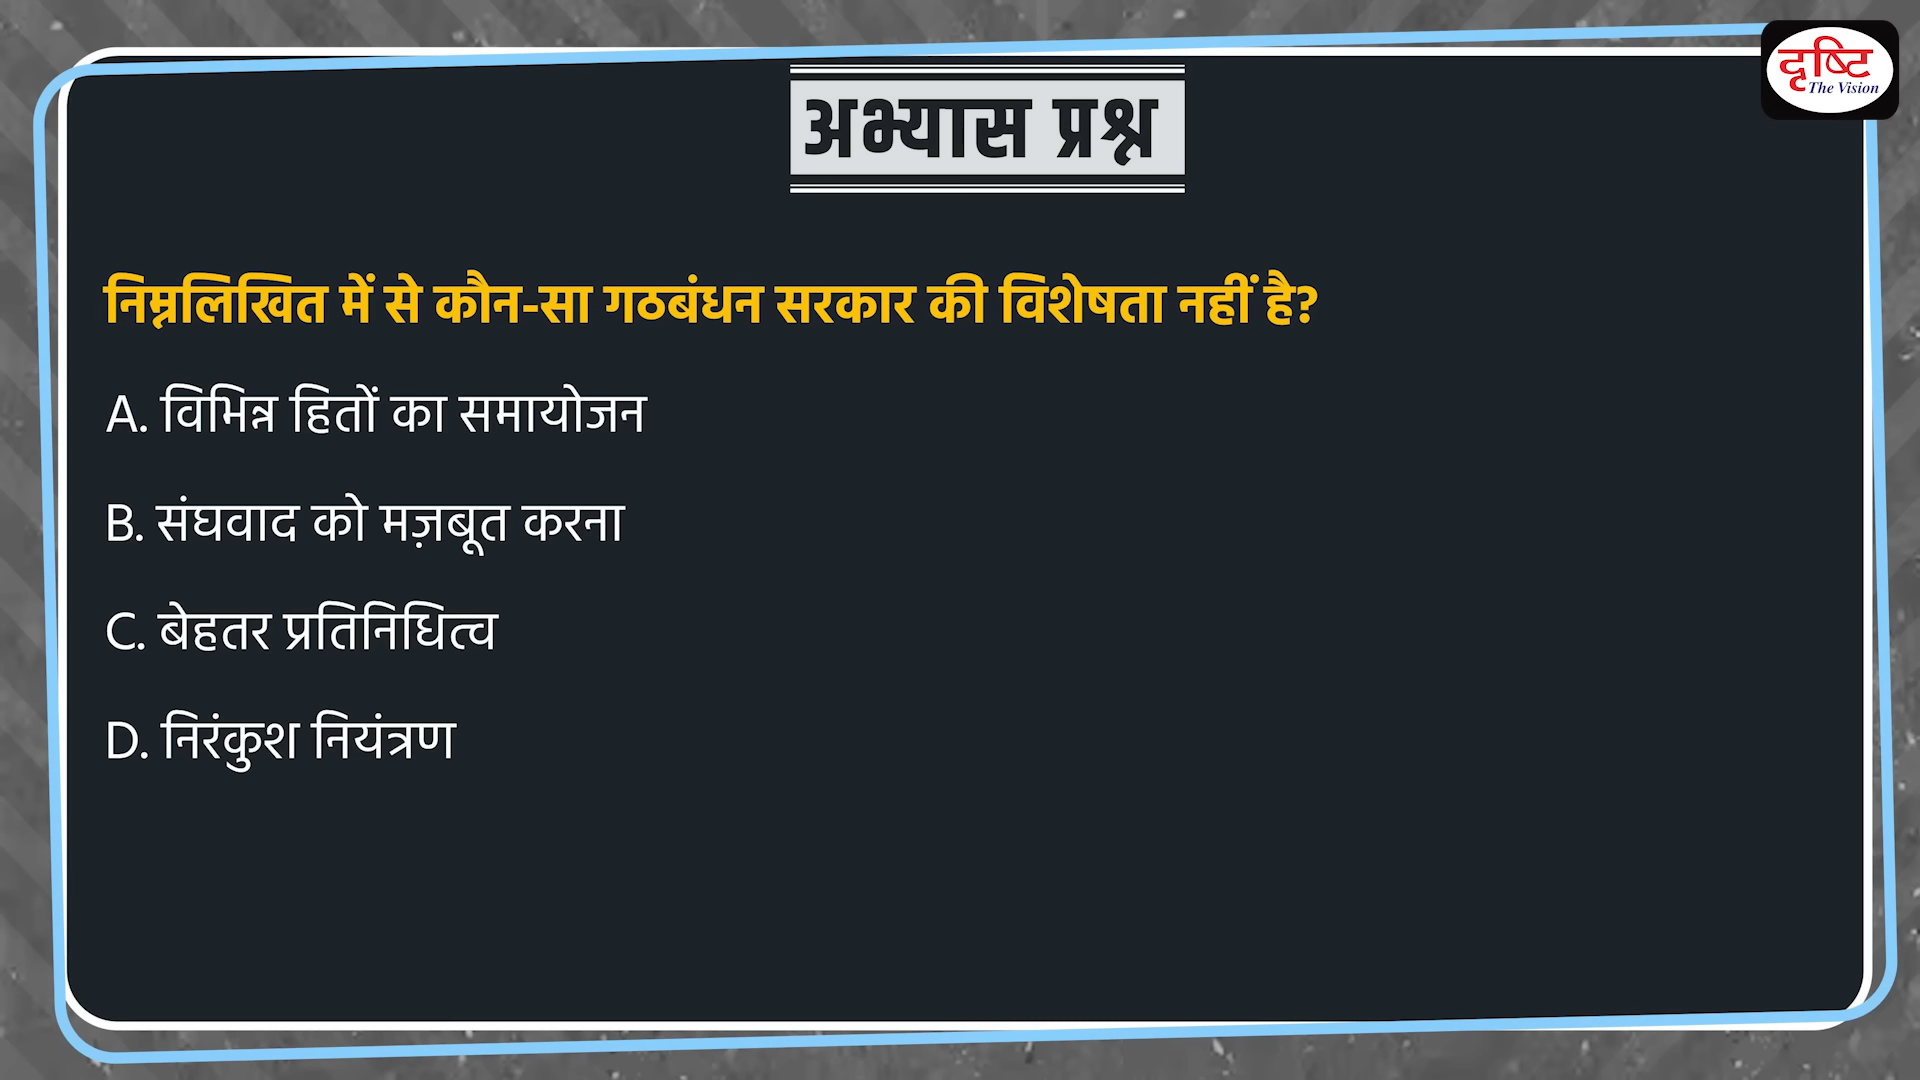 दृष्टि
The Vision
अभ्यास प्रश्न
निम्नलिखित में से कौन-सा गठबंधन सरकार की विशेषता नहीं है?
A. विभिन्न हितों का समायोजन
B. संघवाद को मज़बूत करना
C. बेहतर प्रतिनिधित्व
D. निरंकुश नियंत्रण